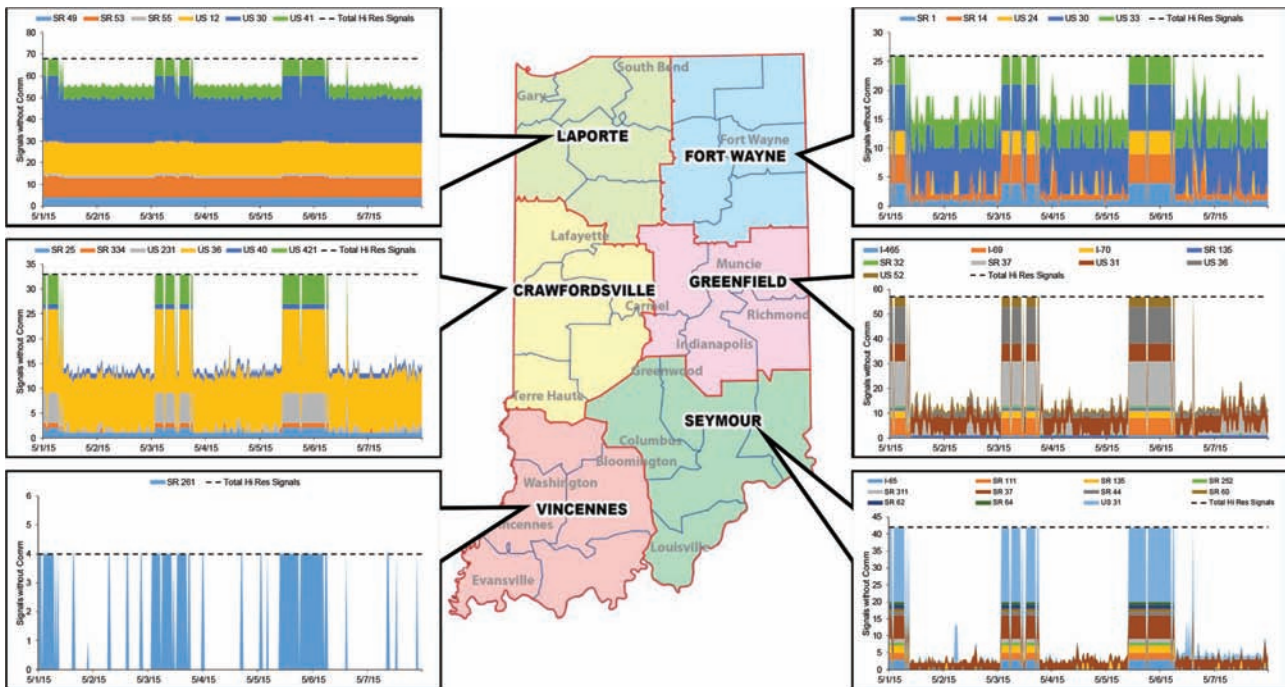 SR 49 SR 53 SR 55 US 12 US 30 US 41 Total Hi Res Signals
Signals without Comm
80
70
60
50
40
30
20
10
0
5/1/15 5/2/15 5/3/15 5/4/15 5/5/15 5/6/15 5/7/15
SR 25 SR 334 US 231 US 36 US 40 US 421 Total Hi Res Signals
Signals without Comm
35
30
25
20
15
10
5
0
5/1/15 5/2/15 5/3/15 5/4/15 5/5/15 5/6/15 5/7/15
SR 261 Total Hi Res Signals
Signals without Comm
6
5
4
3
2
1
0
5/1/15 5/2/15 5/3/15 5/4/15 5/5/15 5/6/15 5/7/15
South Bend
Gary
LAPORTE
Fort Wayne
FORT WAYNE
Lafayette
Muncie
CRAWFORDSVILLE
GREENFIELD
Carmel
Richmond
Indianapolis
Greenwood
Terre Haute
SEYMOUR
Columbus
Bloomington
Washington
VINCENNES
Vincennes
Louisville
Evansville
SR 1 SR 14 US 24 US 30 US 33 Total Hi Res Signals
Signals without Comm
30
25
20
15
10
5
0
5/1/15 5/2/15 5/3/15 5/4/15 5/5/15 5/6/15 5/7/15
I-465 I-69 I-70 SR 135
SR 32 SR 37 US 31 US 36
US 52 Total Hi Res Signals
Signals without Comm
60
50
40
30
20
10
0
5/1/15 5/2/15 5/3/15 5/4/15 5/5/15 5/6/15 5/7/15
I-65 SR 111 SR 135 SR 252
SR 311 SR 37 SR 44 SR 60
SR 62 SR 64 US 31 Total Hi Res Signals
Signals without Comm
45
40
35
30
25
20
15
10
5
0
5/1/15 5/2/15 5/3/15 5/4/15 5/5/15 5/6/15 5/7/15